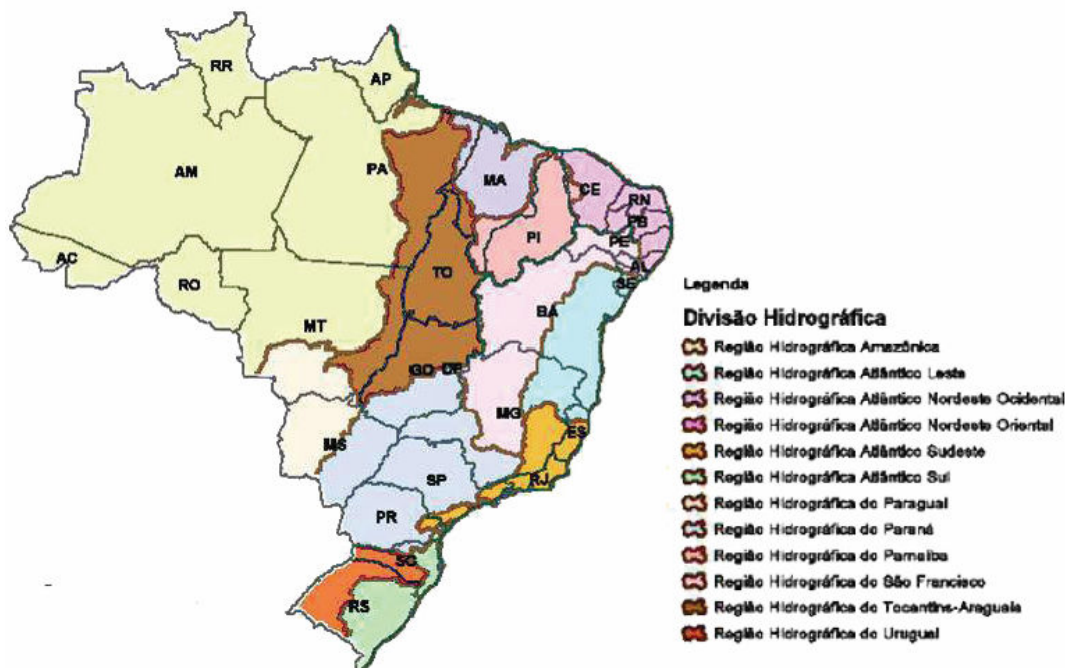 RR
AP
AM
PA
MA
CE
RN
PB
PI
PE
AC
AL
TO
SE
RO
BA
MT
GO DF
MG
MS
ES
SP
RJ
PR
SC
RS
Legenda
Divisão Hidrográfica
Região Hidrográfica Amazônica
Região Hidrográfica Atlântico Leste
Região Hidrográfica Atlântico Nordeste Ocidental
Região Hidrográfica Atlântico Nordeste Oriental
Região Hidrográfica Atlântico Sudeste
Região Hidrográfica Atlântico Sul
Região Hidrográfica do Paraguai
Região Hidrográfica do Paraná
Região Hidrográfica do Parnaíba
Região Hidrográfica do São Francisco
Região Hidrográfica do Tocantins-Araguaia
Região Hidrográfica do Uruguai